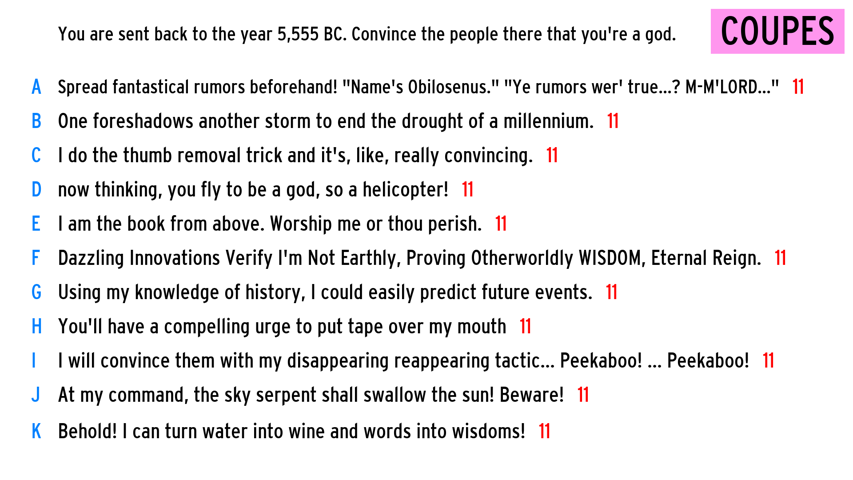 You are sent back to the year 5,555 BC. Convince the people there that you're a god. COUPES
A Spread fantastical rumors beforehand! "Name's Obilosenus." "Ye rumors wer' true...? M-M'LORD..." 11
B One foreshadows another storm to end the drought of a millennium. 11
C I do the thumb removal trick and it's, like, really convincing. 11
D now thinking, you fly to be a god, so a helicopter! 11
E I am the book from above. Worship me or thou perish. 11
F Dazzling Innovations Verify I'm Not Earthly, Proving Otherworldly WISDOM, Eternal Reign. 11
G Using my knowledge of history, I could easily predict future events. 11
H You'll have a compelling urge to put tape over my mouth 11
I I will convince them with my disappearing reappearing tactic... Peekaboo! ... Peekaboo! 11
J At my command, the sky serpent shall swallow the sun! Beware! 11
K Behold! I can turn water into wine and words into wisdoms! 11